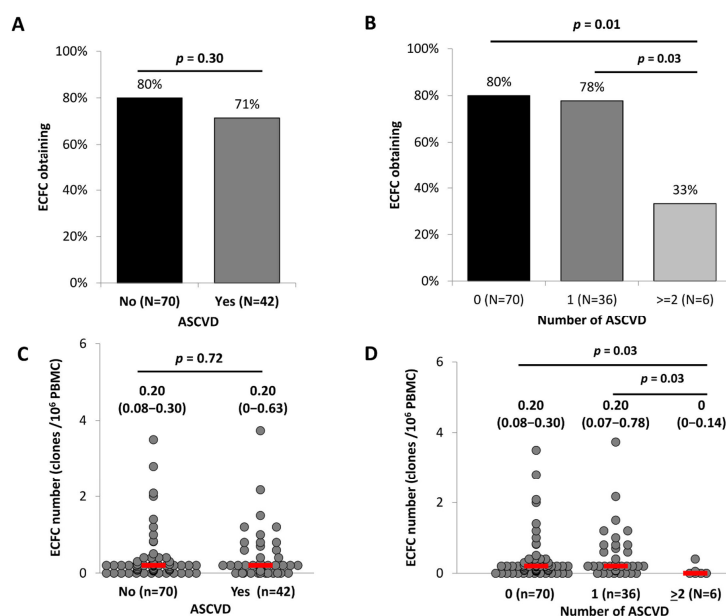 A
100%
80%
60%
40%
20%
0%
ECFC obtaining
p = 0.30
80%
71%
No (N=70)
Yes (N=42)
ASCVD
B
100%
80%
60%
40%
20%
0%
ECFC obtaining
p = 0.01
p = 0.03
80%
78%
33%
0 (N=70)
1 (N=36)
>=2 (N=6)
Number of ASCVD
C
6
4
2
0
ECFC number (clones /10⁶ PBMC)
p = 0.72
0.20
(0.08–0.30)
0.20
(0–0.63)
No (n=70)
Yes (n=42)
ASCVD
D
6
4
2
0
ECFC number (clones /10⁶ PBMC)
p = 0.03
p = 0.03
0.20
(0.08–0.30)
0.20
(0.07–0.78)
0
(0–0.14)
0 (n=70)
1 (n=36)
≥2 (N=6)
Number of ASCVD